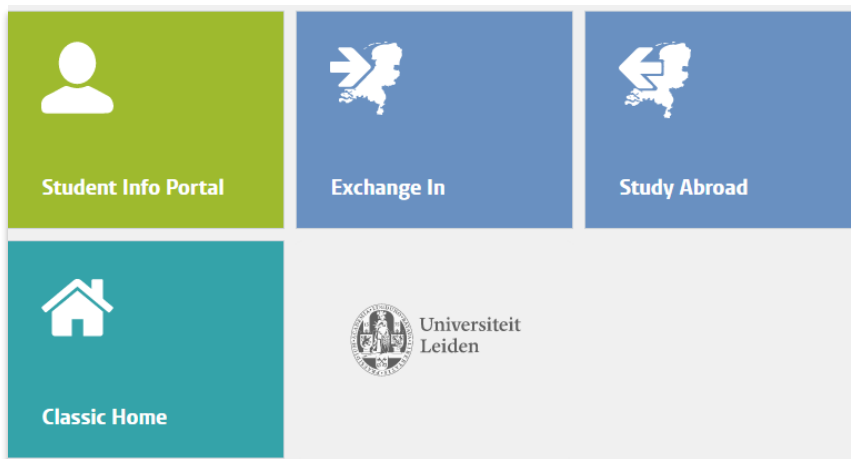 Student Info Portal
Exchange In
Study Abroad
Classic Home
Universiteit
Leiden